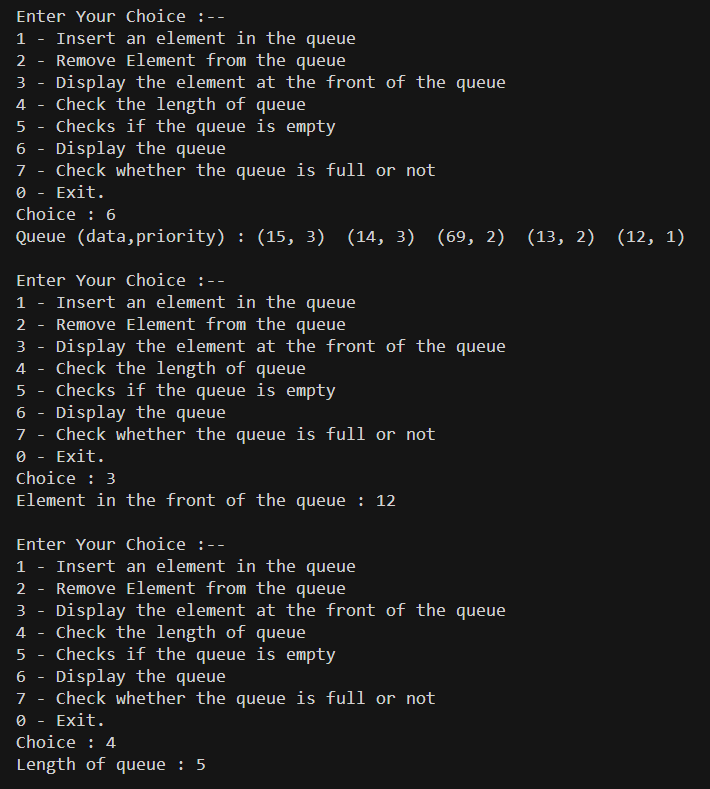 Enter Your Choice :--
1 - Insert an element in the queue
2 - Remove Element from the queue
3 - Display the element at the front of the queue
4 - Check the length of queue
5 - Checks if the queue is empty
6 - Display the queue
7 - Check whether the queue is full or not
0 - Exit.
Choice : 6
Queue (data,priority) : (15, 3)  (14, 3)  (69, 2)  (13, 2)  (12, 1)

Enter Your Choice :--
1 - Insert an element in the queue
2 - Remove Element from the queue
3 - Display the element at the front of the queue
4 - Check the length of queue
5 - Checks if the queue is empty
6 - Display the queue
7 - Check whether the queue is full or not
0 - Exit.
Choice : 3
Element in the front of the queue : 12

Enter Your Choice :--
1 - Insert an element in the queue
2 - Remove Element from the queue
3 - Display the element at the front of the queue
4 - Check the length of queue
5 - Checks if the queue is empty
6 - Display the queue
7 - Check whether the queue is full or not
0 - Exit.
Choice : 4
Length of queue : 5